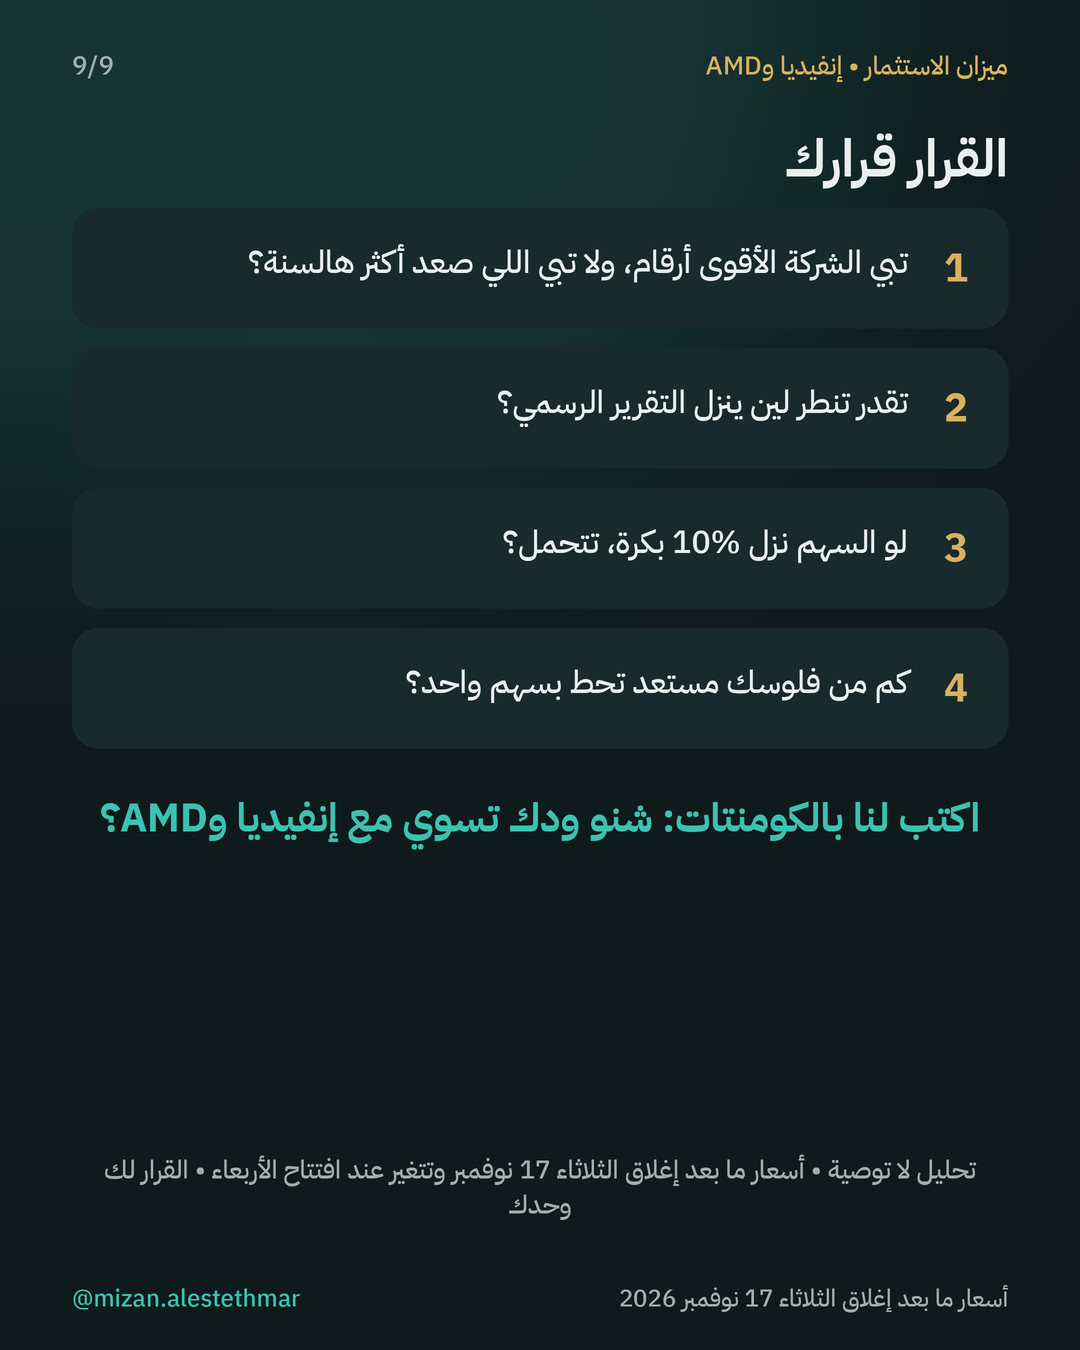 ميزان الاستثمار • إنفيديا وAMD
9/9
القرار قرارك
1 تبي الشركة الأقوى أرقام، ولا تبي اللي صعد أكثر هالسنة؟
2 تقدر تنطر لين ينزل التقرير الرسمي؟
3 لو السهم نزل 10% بكرة، تتحمل؟
4 كم من فلوسك مستعد تحط بسهم واحد؟
اكتب لنا بالكومنتات: شنو ودك تسوي مع إنفيديا وAMD؟
تحليل لا توصية • أسعار ما بعد إغلاق الثلاثاء 17 نوفمبر وتتغير عند افتتاح الأربعاء • القرار لك
وحدك
أسعار ما بعد إغلاق الثلاثاء 17 نوفمبر 2026
@mizan.alestethmar